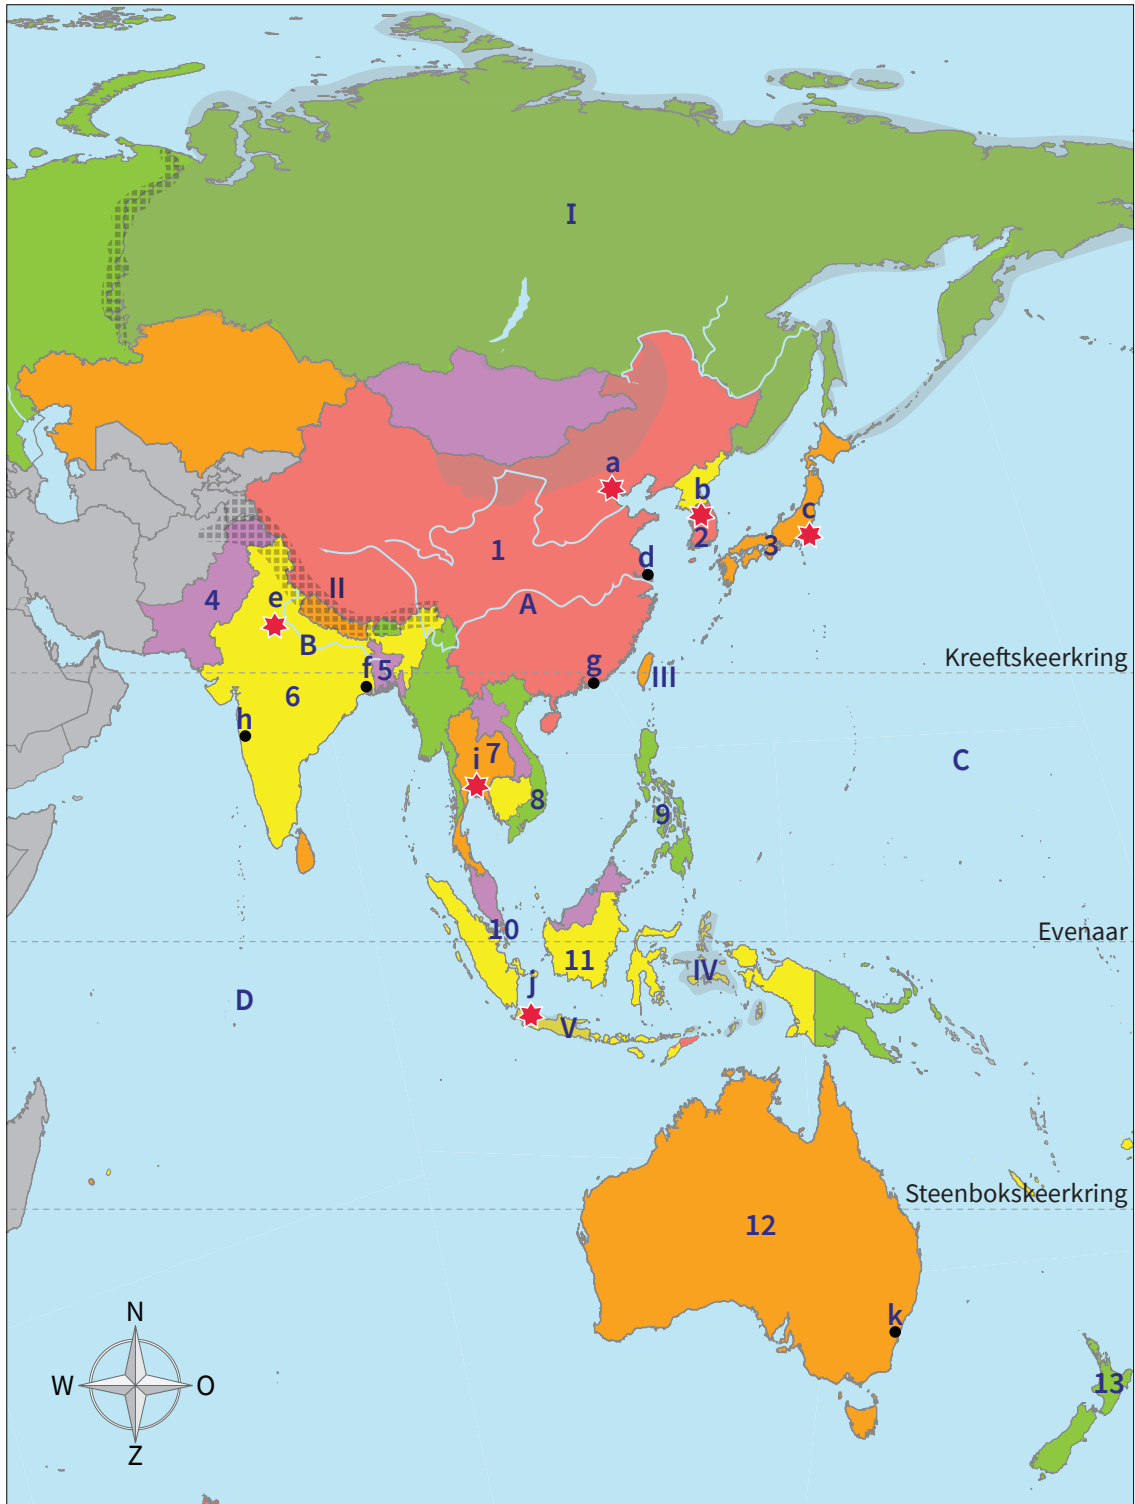 I
a
b
c
1
2
3
d
4
e
II
A
B
f
5
g
III
Kreeftskeerkring
6
h
i
7
C
8
9
10
Evenaar
11
IV
j
D
V
Steenbokskeerkring
12
k
N
W
O
Z
13